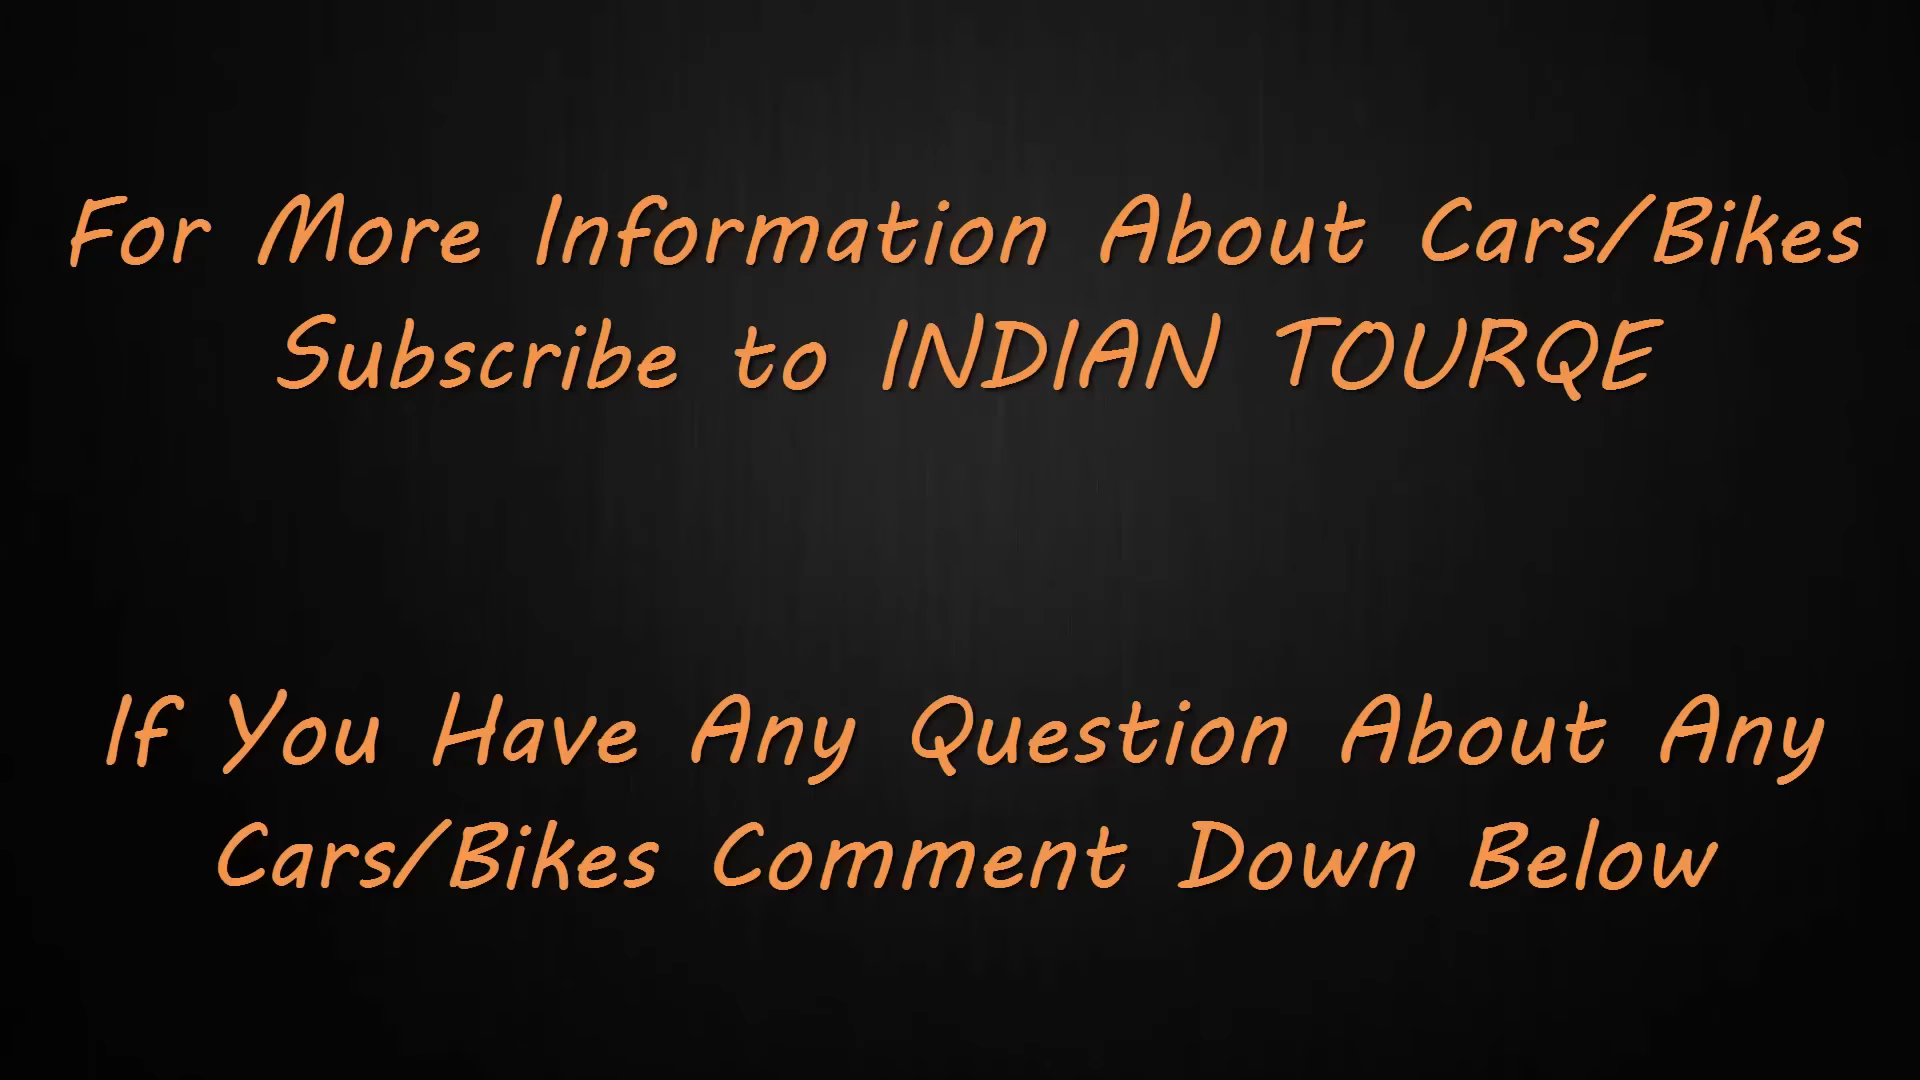 For More Information About Cars/Bikes
Subscribe to INDIAN TOURQE
If You Have Any Question About Any
Cars/Bikes Comment Down Below